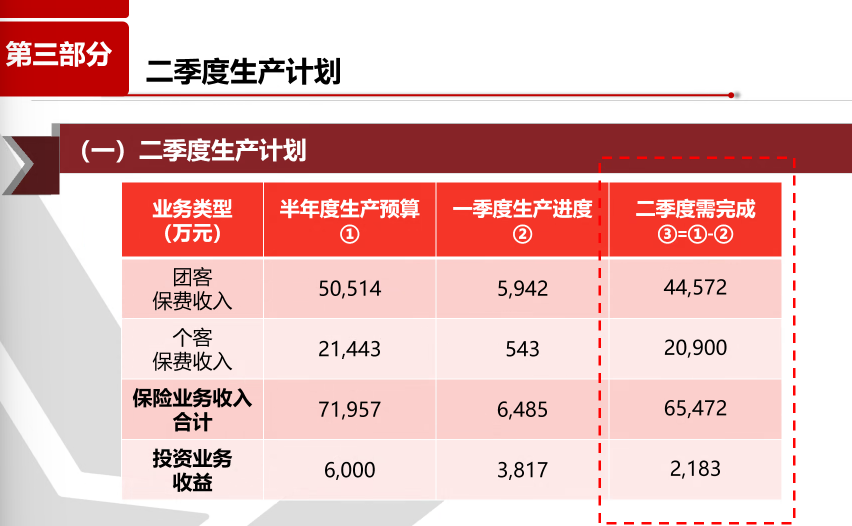 第三部分
二季度生产计划
（一）二季度生产计划
业务类型
（万元）
半年度生产预算
①
一季度生产进度
②
二季度需完成
③=①-②
团客
保费收入
50,514
5,942
44,572
个客
保费收入
21,443
543
20,900
保险业务收入
合计
71,957
6,485
65,472
投资业务
收益
6,000
3,817
2,183